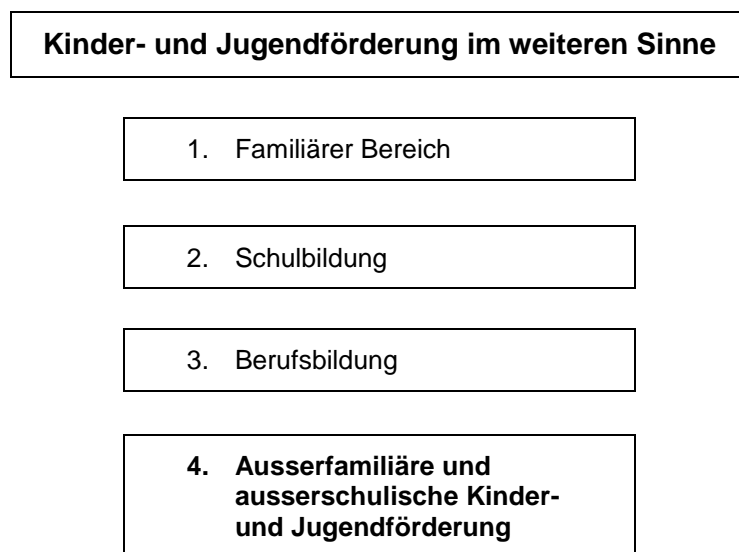 Kinder- und Jugendförderung im weiteren Sinne
1. Familiärer Bereich
2. Schulbildung
3. Berufsbildung
4. Ausserfamiliäre und
ausserschulische Kinder-
und Jugendförderung